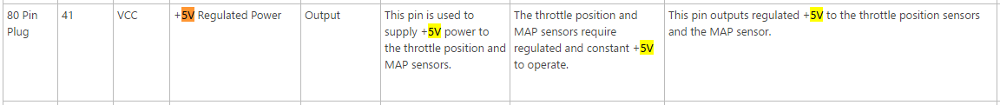 80 Pin
Plug
41
VCC
+5V Regulated Power
Output
This pin is used to
supply +5V power to
the throttle position and
MAP sensors.
The throttle position and
MAP sensors require
regulated and constant +5V
to operate.
This pin outputs regulated +5V to the throttle position sensors
and the MAP sensor.